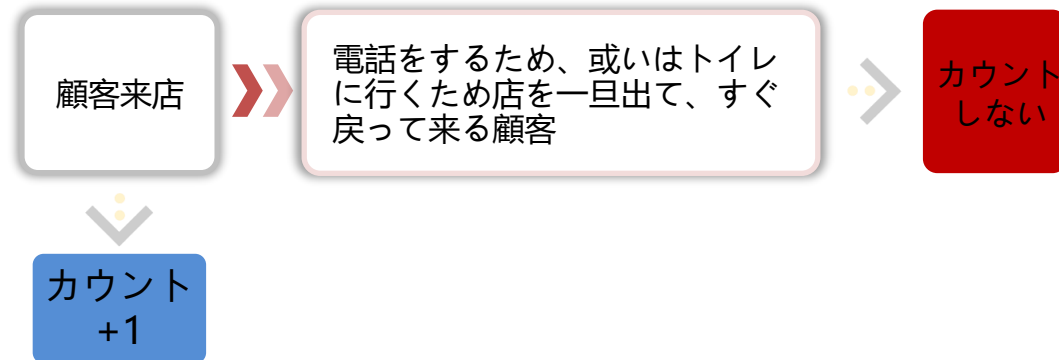 顧客来店
電話をするため、或いはトイレ
に行くため店を一旦出て、すぐ
戻って来る顧客
カウント
しない
カウント
+1